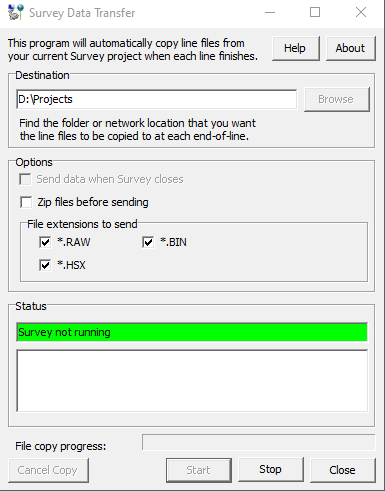 Survey Data Transfer
This program will automatically copy line files from
your current Survey project when each line finishes.
Help
About
Destination
D:\Projects
Browse
Find the folder or network location that you want
the line files to be copied to at each end-of-line.
Options
Send data when Survey closes
Zip files before sending
File extensions to send
*.RAW
*.BIN
*.HSX
Status
Survey not running
File copy progress:
Cancel Copy
Start
Stop
Close